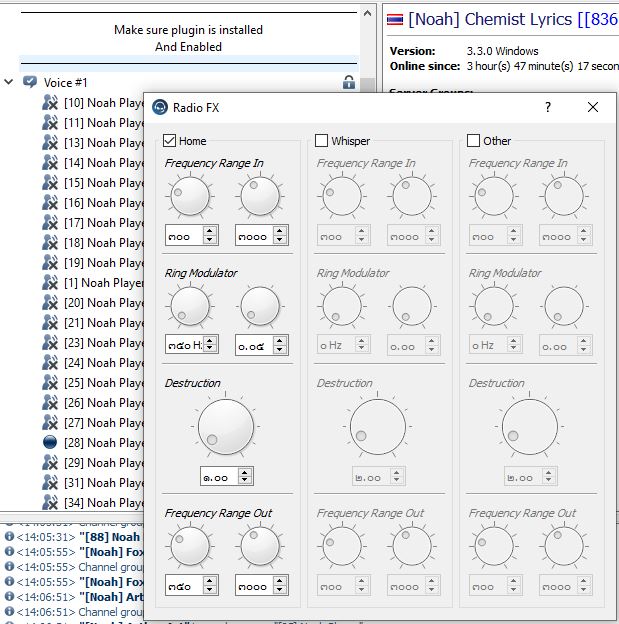 Make sure plugin is installed
And Enabled
[Noah] Chemist Lyrics [[836
Version: 3.3.0 Windows
Online since: 3 hour(s) 47 minute(s) 17 secon
Voice #1
[10] Noah Playe
[11] Noah Playe
[13] Noah Playe
[14] Noah Playe
[15] Noah Playe
[16] Noah Playe
[17] Noah Playe
[18] Noah Playe
[19] Noah Playe
[1] Noah Player
[20] Noah Playe
[21] Noah Playe
[23] Noah Playe
[24] Noah Playe
[25] Noah Playe
[26] Noah Playe
[27] Noah Playe
[28] Noah Playe
[29] Noah Playe
[31] Noah Playe
[34] Noah Playe
Radio FX ?
Home Whisper Other
Frequency Range In Frequency Range In Frequency Range In
๓๐๐ ๓๐๐๐ ๓๐๐ ๓๐๐๐ ๓๐๐ ๓๐๐๐
Ring Modulator Ring Modulator Ring Modulator
๓๕๐ Hz ๐.๐๕ ๐ Hz ๐.๐๐ ๐ Hz ๐.๐๐
Destruction Destruction Destruction
๑.๐๐ ๒.๐๐ ๒.๐๐
Frequency Range Out Frequency Range Out Frequency Range Out
๓๕๐ ๓๐๐๐ ๓๐๐ ๓๐๐๐ ๓๐๐ ๓๐๐๐
<14:05:31> Channel group
<14:05:31> "[88] Noah
<14:05:55> "[Noah] Fox
<14:05:55> Channel group
<14:05:55> "[Noah] Fox
<14:06:51> "[Noah] Art
<14:06:51> Channel group